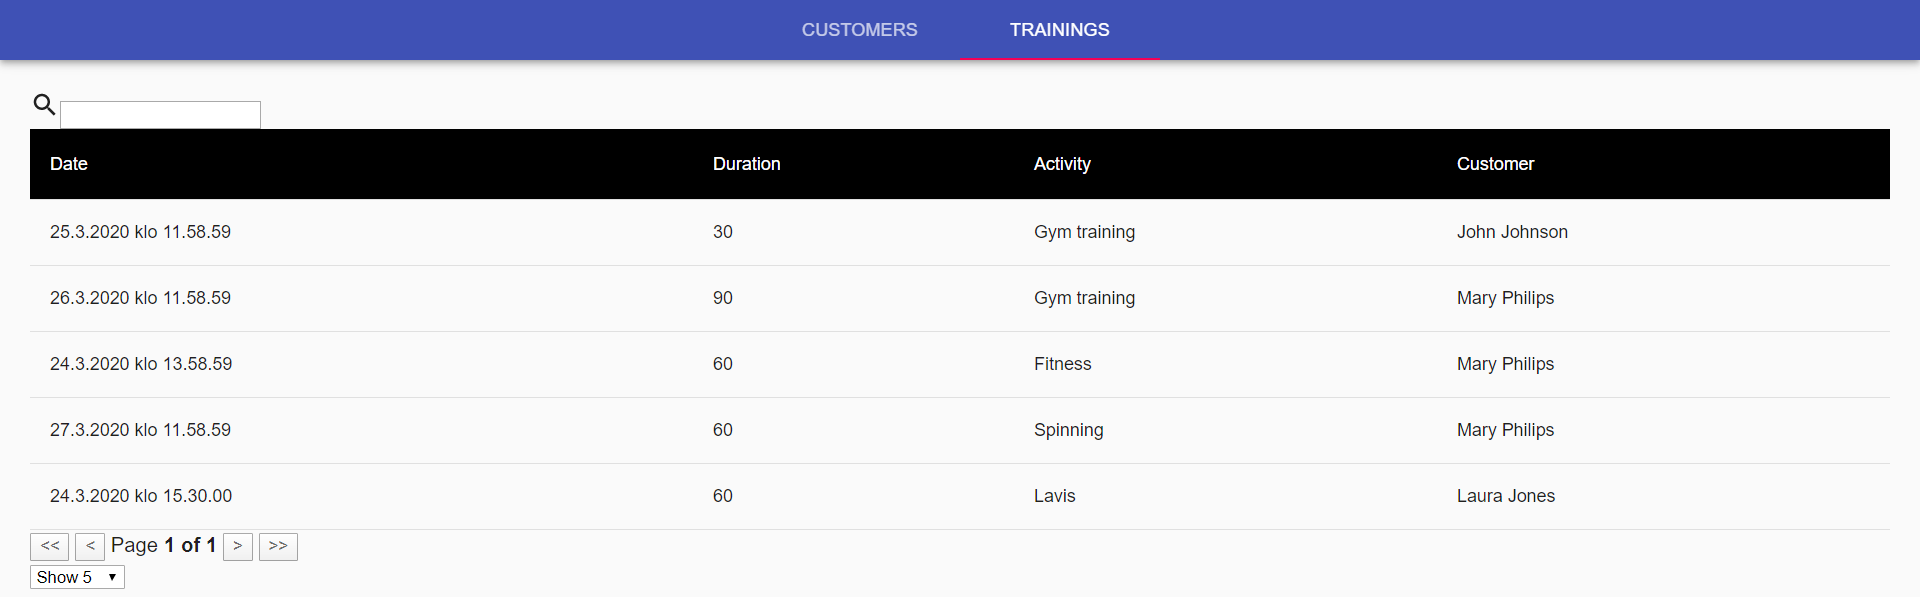 CUSTOMERS TRAININGS
Date Duration Activity Customer
25.3.2020 klo 11.58.59 30 Gym training John Johnson
26.3.2020 klo 11.58.59 90 Gym training Mary Philips
24.3.2020 klo 13.58.59 60 Fitness Mary Philips
27.3.2020 klo 11.58.59 60 Spinning Mary Philips
24.3.2020 klo 15.30.00 60 Lavis Laura Jones
<< < Page 1 of 1 > >>
Show 5